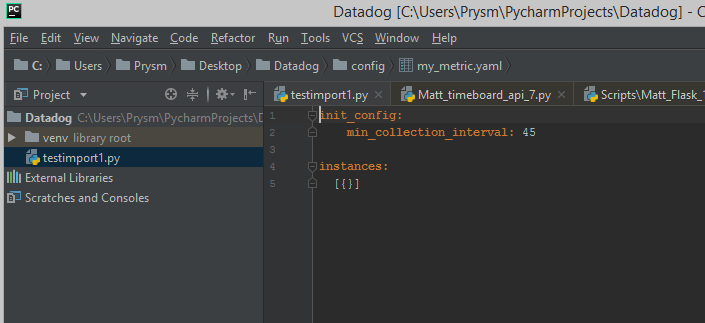 PC
Datadog [C:\Users\Prysm\PycharmProjects\Datadog] - C
File Edit View Navigate Code Refactor Run Tools VCS Window Help
C: Users Prysm Desktop Datadog config my_metric.yaml
Project testimport1.py Matt_timeboard_api_7.py Scripts\Matt_Flask_1
Datadog C:\Users\Prysm\PycharmProjects\D
venv library root
testimport1.py
External Libraries
Scratches and Consoles
1 init_config:
2 min_collection_interval: 45
3
4 instances:
5 [{}]